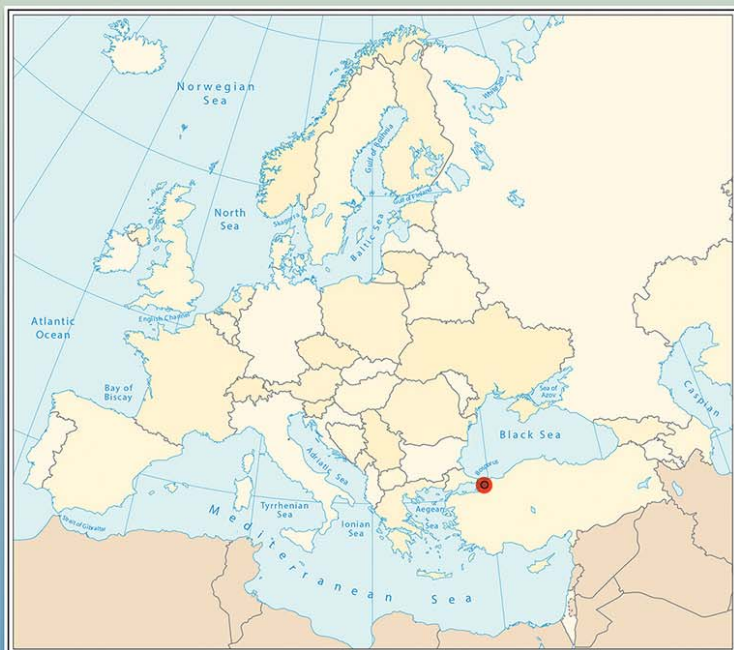 Norwegian
Sea
White Sea
Gulf of Bothnia
Gulf of Finland
North
Sea
Skagerra
Baltic Sea
English Channel
Atlantic
Ocean
Bay of
Biscay
Sea of
Azov
Caspian
Black Sea
Adriatic Sea
Bosphorus
Tyrrhenian
Sea
Aegean
Sea
Ionian
Sea
Strait of Gibraltar
Mediterranean Sea